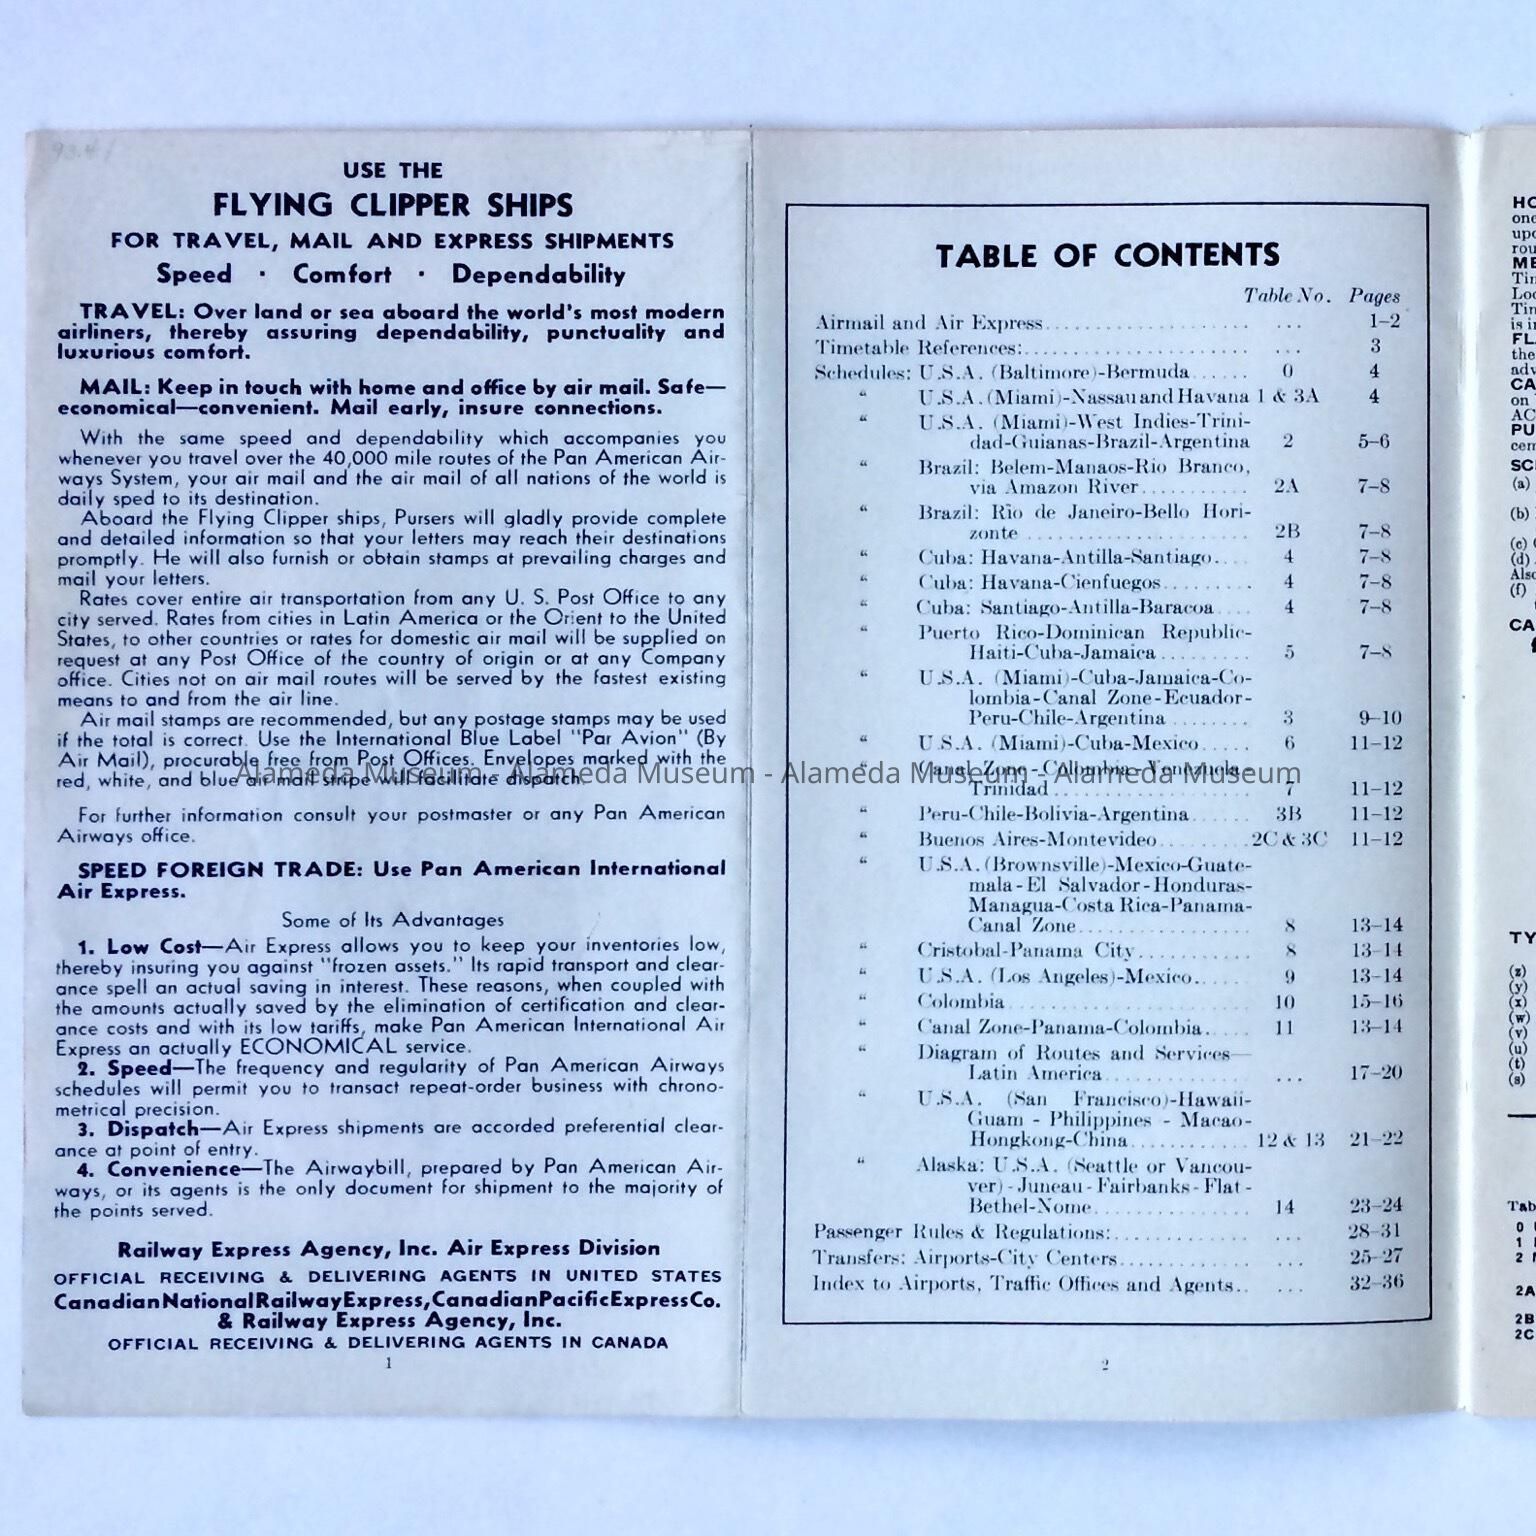 93.41
USE THE
FLYING CLIPPER SHIPS
FOR TRAVEL, MAIL AND EXPRESS SHIPMENTS
Speed · Comfort · Dependability
TRAVEL: Over land or sea aboard the world's most modern
airliners, thereby assuring dependability, punctuality and
luxurious comfort.
MAIL: Keep in touch with home and office by air mail. Safe—
economical—convenient. Mail early, insure connections.
With the same speed and dependability which accompanies you
whenever you travel over the 40,000 mile routes of the Pan American Air-
ways System, your air mail and the air mail of all nations of the world is
daily sped to its destination.
Aboard the Flying Clipper ships, Pursers will gladly provide complete
and detailed information so that your letters may reach their destinations
promptly. He will also furnish or obtain stamps at prevailing charges and
mail your letters.
Rates cover entire air transportation from any U. S. Post Office to any
city served. Rates from cities in Latin America or the Orient to the United
States, to other countries or rates for domestic air mail will be supplied on
request at any Post Office of the country of origin or at any Company
office. Cities not on air mail routes will be served by the fastest existing
means to and from the air line.
Air mail stamps are recommended, but any postage stamps may be used
if the total is correct. Use the International Blue Label "Par Avion" (By
Air Mail), procurable free from Post Offices. Envelopes marked with the
red, white, and blue air mail stripe will facilitate dispatch.
For further information consult your postmaster or any Pan American
Airways office.
SPEED FOREIGN TRADE: Use Pan American International
Air Express.
Some of Its Advantages
1. Low Cost—Air Express allows you to keep your inventories low,
thereby insuring you against "frozen assets." Its rapid transport and clear-
ance spell an actual saving in interest. These reasons, when coupled with
the amounts actually saved by the elimination of certification and clear-
ance costs and with its low tariffs, make Pan American International Air
Express an actually ECONOMICAL service.
2. Speed—The frequency and regularity of Pan American Airways
schedules will permit you to transact repeat-order business with chrono-
metrical precision.
3. Dispatch—Air Express shipments are accorded preferential clear-
ance at point of entry.
4. Convenience—The Airwaybill, prepared by Pan American Air-
ways, or its agents is the only document for shipment to the majority of
the points served.
Railway Express Agency, Inc. Air Express Division
OFFICIAL RECEIVING & DELIVERING AGENTS IN UNITED STATES
Canadian National Railway Express, Canadian Pacific Express Co.
& Railway Express Agency, Inc.
OFFICIAL RECEIVING & DELIVERING AGENTS IN CANADA
1
TABLE OF CONTENTS
Table No. Pages
Airmail and Air Express.................... ... 1-2
Timetable References:...................... ... 3
Schedules: U.S.A. (Baltimore)-Bermuda...... 0 4
" U.S.A. (Miami)-Nassau and Havana 1 & 3A 4
" U.S.A. (Miami)-West Indies-Trini-
dad-Guianas-Brazil-Argentina 2 5-6
" Brazil: Belem-Manaos-Rio Branco,
via Amazon River........... 2A 7-8
" Brazil: Rio de Janeiro-Bello Hori-
zonte ...................... 2B 7-8
" Cuba: Havana-Antilla-Santiago.... 4 7-8
" Cuba: Havana-Cienfuegos......... 4 7-8
" Cuba: Santiago-Antilla-Baracoa .... 4 7-8
" Puerto Rico-Dominican Republic-
Haiti-Cuba-Jamaica ......... 5 7-8
" U.S.A. (Miami)-Cuba-Jamaica-Co-
lombia-Canal Zone-Ecuador-
Peru-Chile-Argentina ........ 3 9-10
" U.S.A. (Miami)-Cuba-Mexico..... 6 11-12
" Canal Zone-Colombia-Venezuela-
Trinidad .................... 7 11-12
" Peru-Chile-Bolivia-Argentina...... 3B 11-12
" Buenos Aires-Montevideo......... 2C & 3C 11-12
" U.S.A. (Brownsville)-Mexico-Guate-
mala-El Salvador-Honduras-
Managua-Costa Rica-Panama-
Canal Zone................. 8 13-14
" Cristobal-Panama City........... 8 13-14
" U.S.A. (Los Angeles)-Mexico...... 9 13-14
" Colombia........................ 10 15-16
" Canal Zone-Panama-Colombia..... 11 13-14
" Diagram of Routes and Services—
Latin America............... ... 17-20
" U.S.A. (San Francisco)-Hawaii-
Guam - Philippines - Macao-
Hongkong-China............ 12 & 13 21-22
" Alaska: U.S.A. (Seattle or Vancou-
ver)-Juneau-Fairbanks-Flat-
Bethel-Nome................ 14 23-24
Passenger Rules & Regulations:.............. ... 28-31
Transfers: Airports-City Centers............. ... 25-27
Index to Airports, Traffic Offices and Agents.. ... 32-36
2
Alameda Museum - Alameda Museum - Alameda Museum - Alameda Museum
(a)
(b)
(c)
(d)
(f)
(z)
(y)
(x)
(w)
(v)
(u)
(t)
(s)
0
1
2
2A
2B
2C